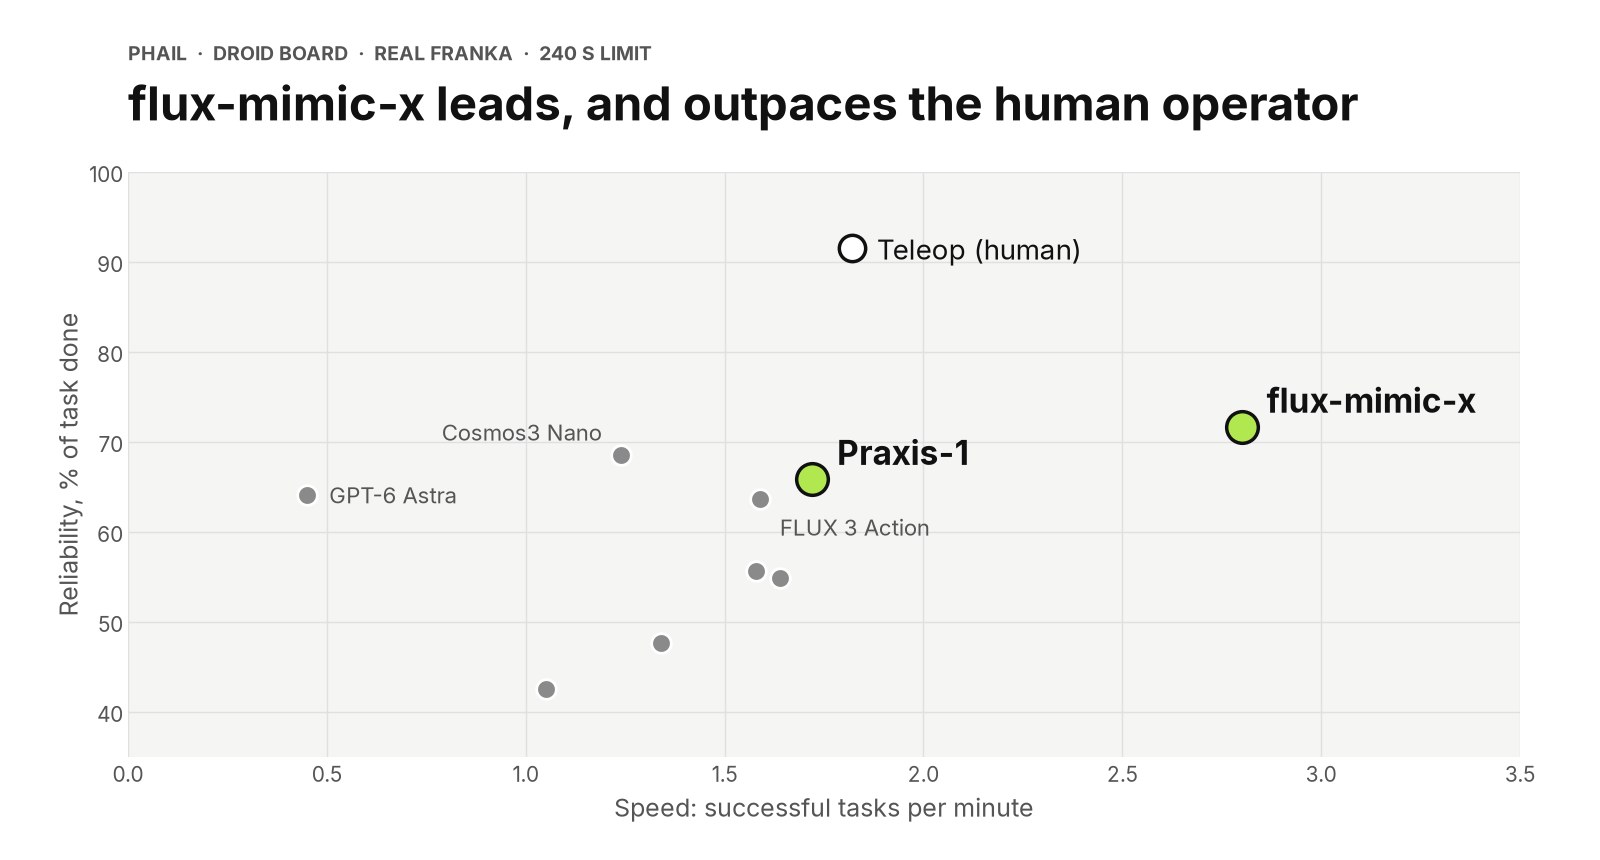 PHAIL · DROID BOARD · REAL FRANKA · 240 S LIMIT
flux-mimic-x leads, and outpaces the human operator
100
90
80
70
60
50
40
Reliability, % of task done
Teleop (human)
flux-mimic-x
Cosmos3 Nano
Praxis-1
GPT-6 Astra
FLUX 3 Action
0.0 0.5 1.0 1.5 2.0 2.5 3.0 3.5
Speed: successful tasks per minute